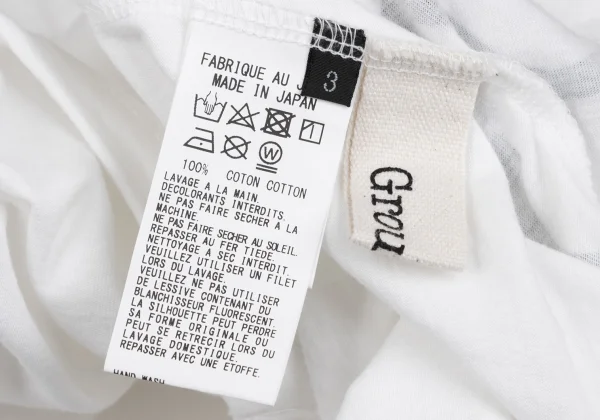 FABRIQUE AU J
MADE IN JAPAN
3
W
100% COTON COTTON
LAVAGE A LA MAIN.
DECOLORANTS INTERDITS.
NE PAS FAIRE SECHER A LA
MACHINE.
NE PAS FAIRE SECHER AU SOLEIL.
REPASSER AU FER TIEDE.
NETTOYAGE A SEC INTERDIT.
VEUILLEZ UTILISER UN FILET
LORS DU LAVAGE.
VEUILLEZ NE PAS UTILISER
DE LESSIVE CONTENANT DU
BLANCHISSEUR FLUORESCENT.
LA SILHOUETTE PEUT PERDRE
SA FORME ORIGINALE OU
PEUT SE RETRECIR LORS DU
LAVAGE DOMESTIQUE.
REPASSER AVEC UNE ETOFFE.
HAND WASH
Grou